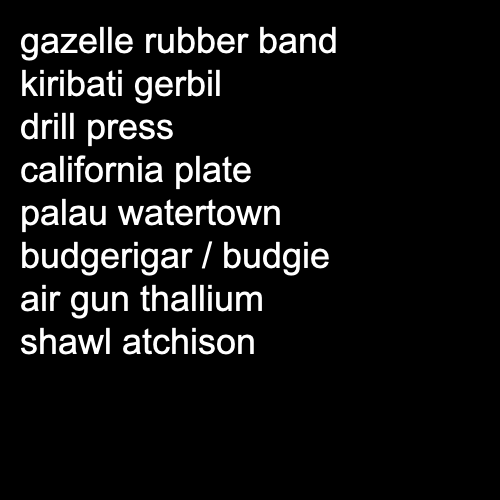 gazelle rubber band
kiribati gerbil
drill press
california plate
palau watertown
budgerigar / budgie
air gun thallium
shawl atchison